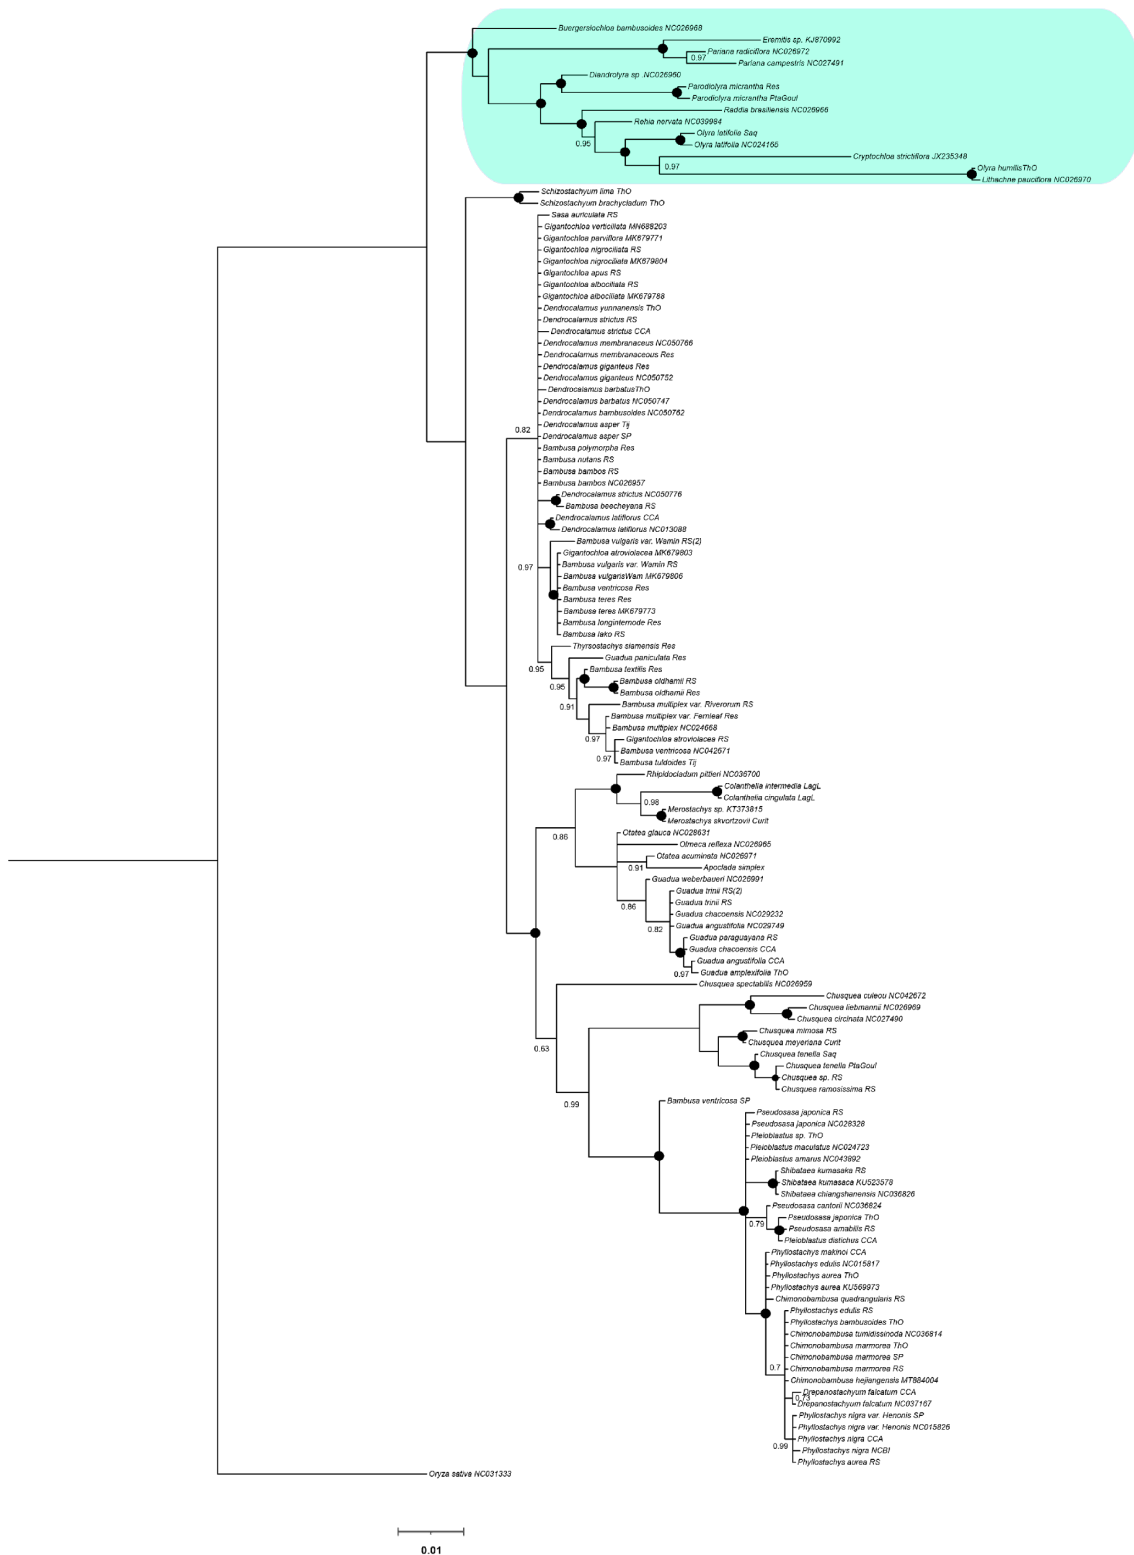 Buergersiochloa bambusoides NC026968
Eremitis sp. KJ870992
Pariana radiciflora NC026972
0.97
Pariana campestris NC027491
Diandrolyra sp .NC026960
Parodiolyra micrantha Res
Parodiolyra micrantha PtaGoul
Raddia brasiliensis NC026966
Rehia nervata NC039984
Olyra latifolia Saq
0.95
Olyra latifolia NC024165
Cryptochloa strictiflora JX235348
0.97
Olyra humilisThO
Lithachne pauciflora NC026970
Schizostachyum lima ThO
Schizostachyum brachycladum ThO
Sasa auriculata RS
Gigantochloa verticillata MN688203
Gigantochloa parviflora MK679771
Gigantochloa nigrociliata RS
Gigantochloa nigrociliata MK679804
Gigantochloa apus RS
Gigantochloa albociliata RS
Gigantochloa albociliata MK679788
Dendrocalamus yunnanensis ThO
Dendrocalamus strictus RS
Dendrocalamus strictus CCA
Dendrocalamus membranaceus NC050766
Dendrocalamus membranaceous Res
Dendrocalamus giganteus Res
Dendrocalamus giganteus NC050752
Dendrocalamus barbatusThO
Dendrocalamus barbatus NC050747
Dendrocalamus bambusoides NC050762
Dendrocalamus asper Tij
0.82
Dendrocalamus asper SP
Bambusa polymorpha Res
Bambusa nutans RS
Bambusa bambos RS
Bambusa bambos NC026957
Dendrocalamus strictus NC050776
Bambusa beecheyana RS
Dendrocalamus latiflorus CCA
Dendrocalamus latiflorus NC013088
Bambusa vulgaris var. Wamin RS(2)
Gigantochloa atroviolacea MK679803
0.97
Bambusa vulgaris var. Wamin RS
Bambusa vulgarisWam MK679806
Bambusa ventricosa Res
Bambusa teres Res
Bambusa teres MK679773
Bambusa longinternode Res
Bambusa lako RS
Thyrsostachys siamensis Res
Guadua paniculata Res
0.95
Bambusa textilis Res
Bambusa oldhamii RS
0.95
Bambusa oldhamii Res
Bambusa multiplex var. Riverorum RS
0.91
Bambusa multiplex var. Fernleaf Res
Bambusa multiplex NC024668
Gigantochloa atroviolacea RS
0.97
Bambusa ventricosa NC042671
0.97
Bambusa tuldoides Tij
Rhipidocladum pittieri NC036700
Colanthelia intermedia LagL
Colanthelia cingulata LagL
0.98
Merostachys sp. KT373815
Merostachys skvortzovii Curit
Otatea glauca NC028631
0.86
Olmeca reflexa NC026965
Otatea acuminata NC026971
0.91
Apoclada simplex
Guadua weberbaueri NC026991
Guadua trinii RS(2)
Guadua trinii RS
0.86
Guadua chacoensis NC029232
Guadua angustifolia NC029749
0.82
Guadua paraguayana RS
Guadua chacoensis CCA
Guadua angustifolia CCA
Guadua amplexifolia ThO
0.97
Chusquea spectabilis NC026959
Chusquea culeou NC042672
Chusquea liebmannii NC026969
Chusquea circinata NC027490
Chusquea mimosa RS
Chusquea meyeriana Curit
0.63
Chusquea tenella Saq
Chusquea tenella PtaGoul
Chusquea sp. RS
Chusquea ramosissima RS
0.99
Bambusa ventricosa SP
Pseudosasa japonica RS
Pseudosasa japonica NC028328
Pleioblastus sp. ThO
Pleioblastus maculatus NC024723
Pleioblastus amarus NC043892
Shibataea kumasaka RS
Shibataea kumasaca KU523578
Shibataea chiangshanensis NC036826
Pseudosasa cantorii NC036824
Pseudosasa japonica ThO
0.79
Pseudosasa amabilis RS
Pleioblastus distichus CCA
Phyllostachys makinoi CCA
Phyllostachys edulis NC015817
Phyllostachys aurea ThO
Phyllostachys aurea KU569973
Chimonobambusa quadrangularis RS
Phyllostachys edulis RS
Phyllostachys bambusoides ThO
Chimonobambusa tumidissinoda NC036814
Chimonobambusa marmorea ThO
Chimonobambusa marmorea SP
0.7
Chimonobambusa marmorea RS
Chimonobambusa hejiangensis MT884004
Drepanostachyum falcatum CCA
0.73
Drepanostachyum falcatum NC037167
Phyllostachys nigra var. Henonis SP
Phyllostachys nigra var. Henonis NC015826
Phyllostachys nigra CCA
0.99
Phyllostachys nigra NCBI
Phyllostachys aurea RS
Oryza sativa NC031333
0.01